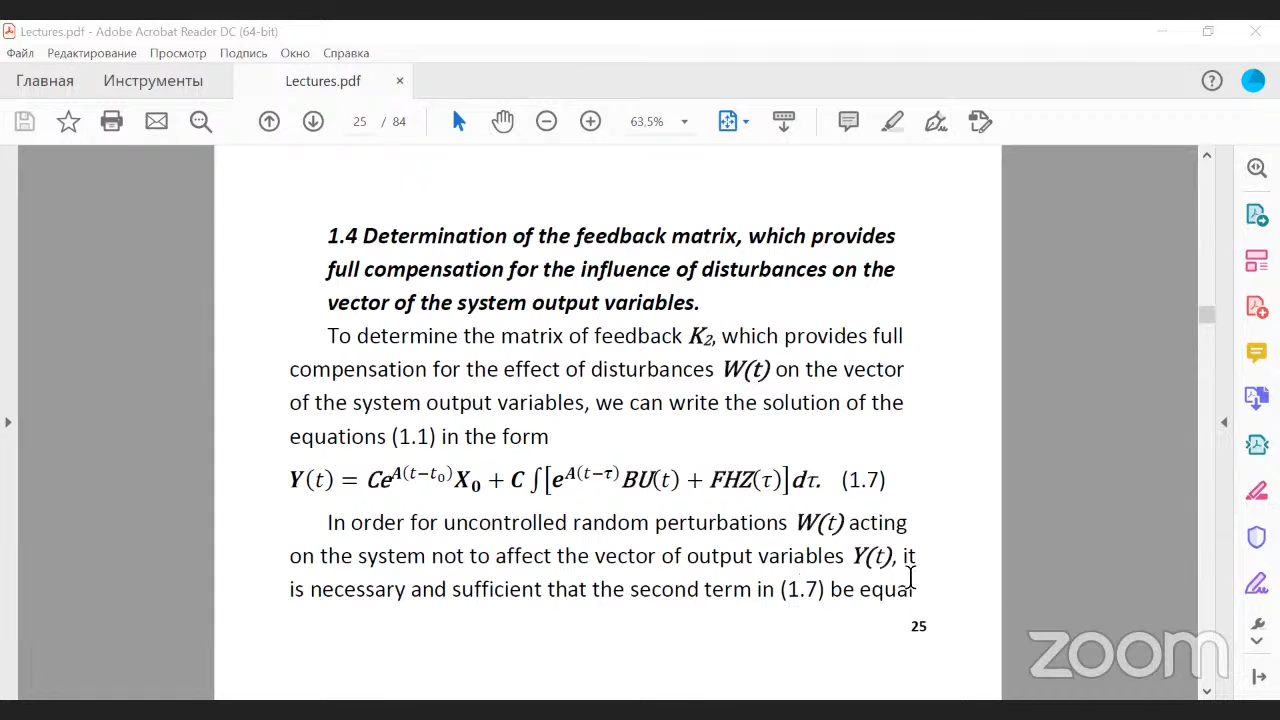 Lectures.pdf - Adobe Acrobat Reader DC (64-bit)
Файл Редактирование Просмотр Подпись Окно Справка
Главная Инструменты Lectures.pdf ×
25 / 84 63,5%
1.4 Determination of the feedback matrix, which provides
full compensation for the influence of disturbances on the
vector of the system output variables.
To determine the matrix of feedback K₂, which provides full
compensation for the effect of disturbances W(t) on the vector
of the system output variables, we can write the solution of the
equations (1.1) in the form
Y(t) = Ce^{A(t−t₀)}X₀ + C ∫[e^{A(t−τ)}BU(t) + FHZ(τ)]dτ. (1.7)
In order for uncontrolled random perturbations W(t) acting
on the system not to affect the vector of output variables Y(t), it
is necessary and sufficient that the second term in (1.7) be equal
25
zoom